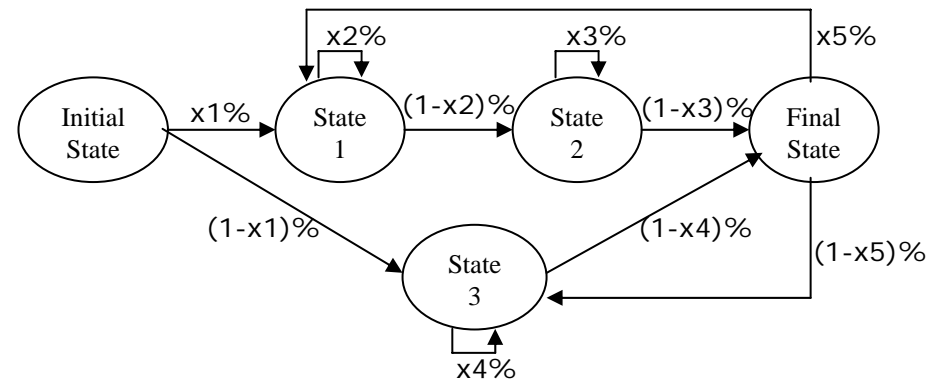 x2%
x3%
x5%
Initial
State
x1%
State
1
(1-x2)%
State
2
(1-x3)%
Final
State
(1-x1)%
State
3
(1-x4)%
(1-x5)%
x4%